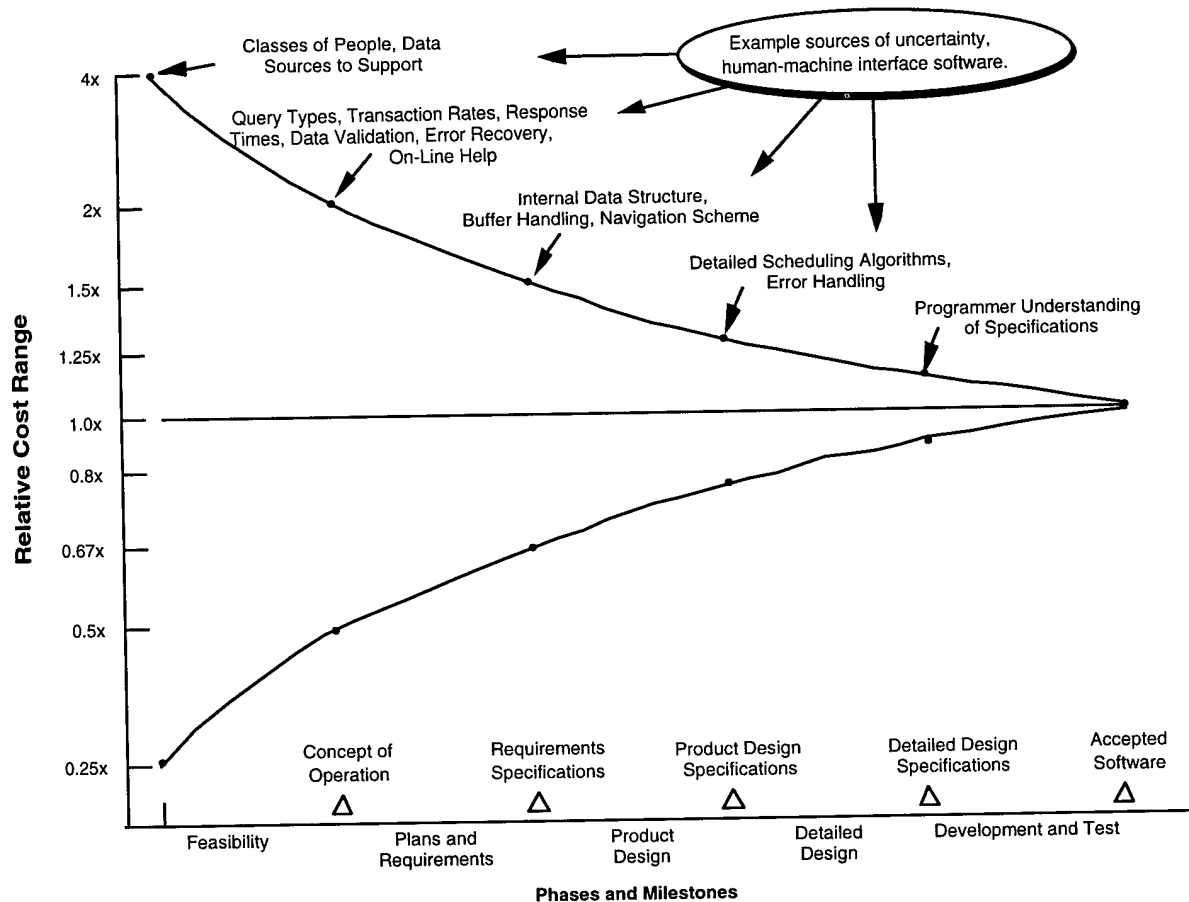 Classes of People, Data
Sources to Support
Example sources of uncertainty,
human-machine interface software.
4x
Query Types, Transaction Rates, Response
Times, Data Validation, Error Recovery,
On-Line Help
Internal Data Structure,
Buffer Handling, Navigation Scheme
2x
Detailed Scheduling Algorithms,
Error Handling
1.5x
Programmer Understanding
of Specifications
1.25x
1.0x
0.8x
0.67x
0.5x
0.25x
Relative Cost Range
Concept of
Operation
Requirements
Specifications
Product Design
Specifications
Detailed Design
Specifications
Accepted
Software
Feasibility
Plans and
Requirements
Product
Design
Detailed
Design
Development and Test
Phases and Milestones